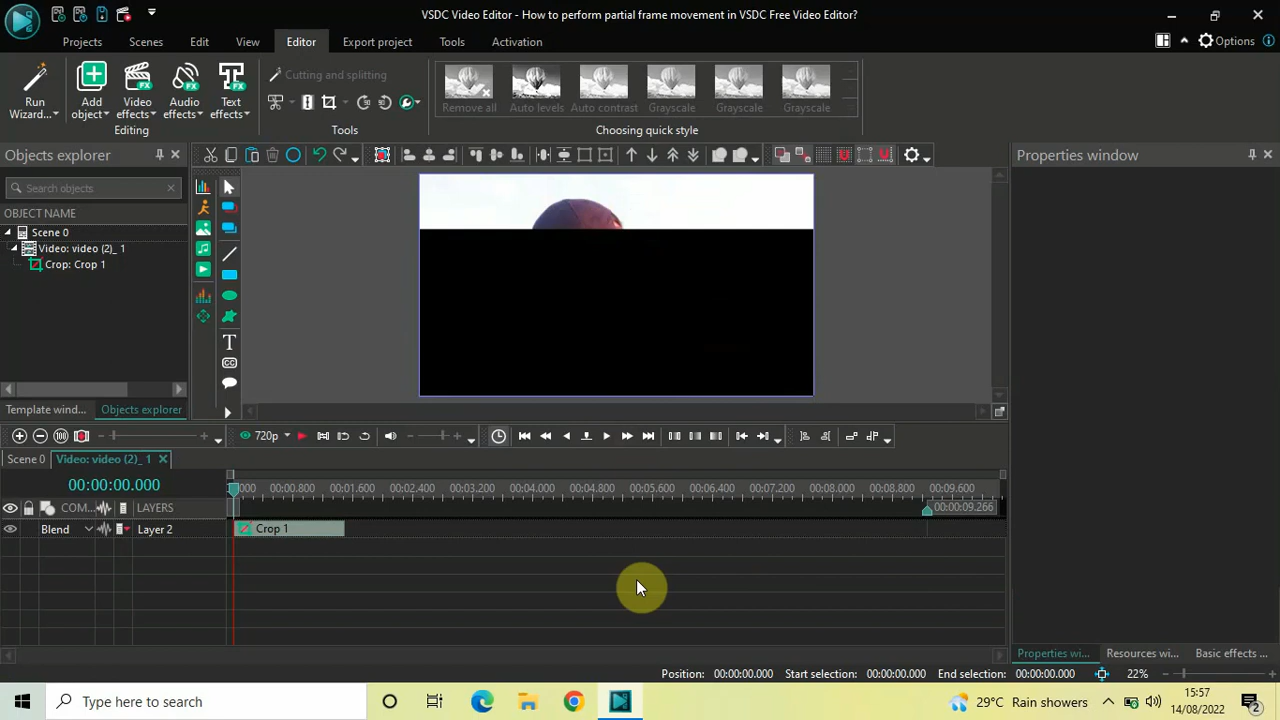 VSDC Video Editor - How to perform partial frame movement in VSDC Free Video Editor?
Projects Scenes Edit View Editor Export project Tools Activation Options
Run Wizard... Add object Video effects Audio effects Text effects
Editing
Cutting and splitting
Tools
Remove all Auto levels Auto contrast Grayscale Grayscale Grayscale
Choosing quick style
Objects explorer
Search objects
OBJECT NAME
Scene 0
Video: video (2)_ 1
Crop: Crop 1
Properties window
Template wind... Objects explorer
720p
Scene 0 Video: video (2)_ 1
00:00:00.000
000 00:00.800 00:01.600 00:02.400 00:03.200 00:04.000 00:04.800 00:05.600 00:06.400 00:07.200 00:08.000 00:08.800 00:09.600
COM... LAYERS 00:00:09.266
Blend Layer 2 Crop 1
Properties wi... Resources wi... Basic effects ...
Position: 00:00:00.000 Start selection: 00:00:00.000 End selection: 00:00:00.000 22%
Type here to search
29°C Rain showers
15:57
14/08/2022
2